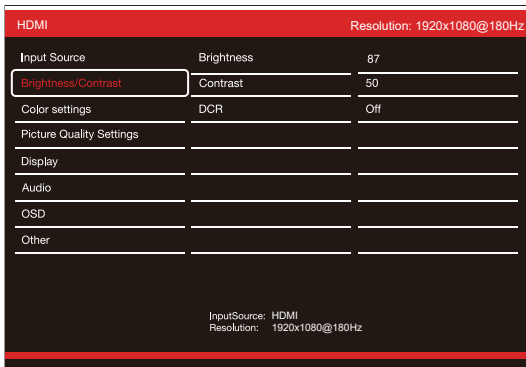 HDMI Resolution: 1920x1080@180Hz
Input Source Brightness 87
Brightness/Contrast Contrast 50
Color settings DCR Off
Picture Quality Settings
Display
Audio
OSD
Other
InputSource: HDMI
Resolution: 1920x1080@180Hz